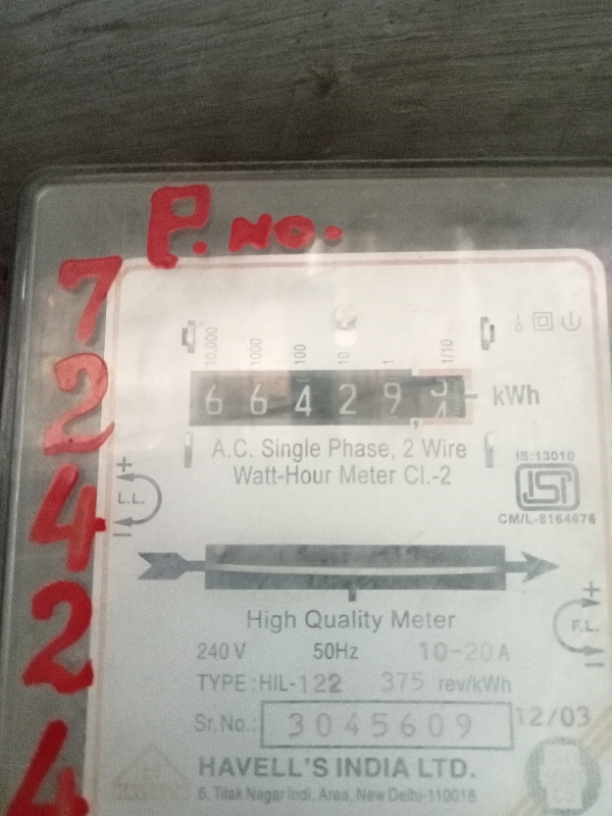 P. NO.
7
2
4
2
4
10,000 1000 100 10 1 1/10
6 6 4 2 9 kWh
A.C. Single Phase, 2 Wire
Watt-Hour Meter Cl.-2
IS:13010
ISI
CM/L-8164676
+
L.L.
−
High Quality Meter
+
F.L.
−
240 V 50Hz 10-20A
TYPE:HIL-122 375 rev/kWh
Sr.No.: 3045609 12/03
HAVELL'S INDIA LTD.
6, Tilak Nagar Indl. Area, New Delhi-110018